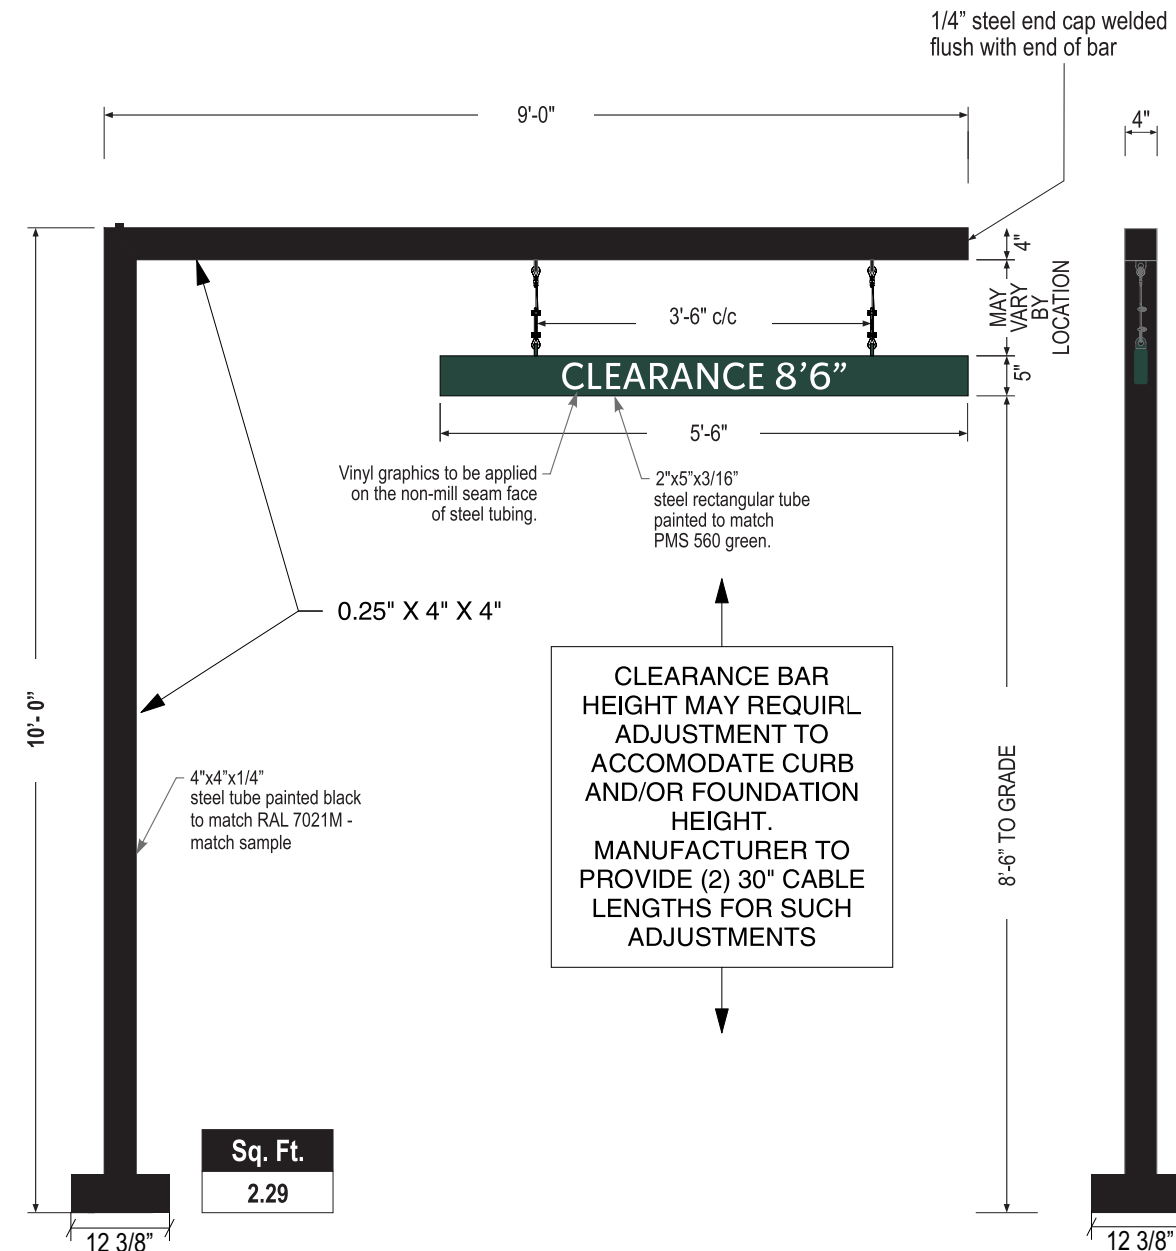 1/4” steel end cap welded
flush with end of bar
9'-0"
4"
4"
MAY
VARY
BY
LOCATION
3'-6" c/c
CLEARANCE 8’6”
5"
5'-6"
Vinyl graphics to be applied
on the non-mill seam face
of steel tubing.
2"x5”x3/16”
steel rectangular tube
painted to match
PMS 560 green.
0.25" X 4" X 4"
10’- 0”
4"x4”x1/4”
steel tube painted black
to match RAL 7021M -
match sample
CLEARANCE BAR
HEIGHT MAY REQUIRL
ADJUSTMENT TO
ACCOMODATE CURB
AND/OR FOUNDATION
HEIGHT.
MANUFACTURER TO
PROVIDE (2) 30" CABLE
LENGTHS FOR SUCH
ADJUSTMENTS
8’-6” TO GRADE
Sq. Ft.
2.29
12 3/8”
12 3/8”